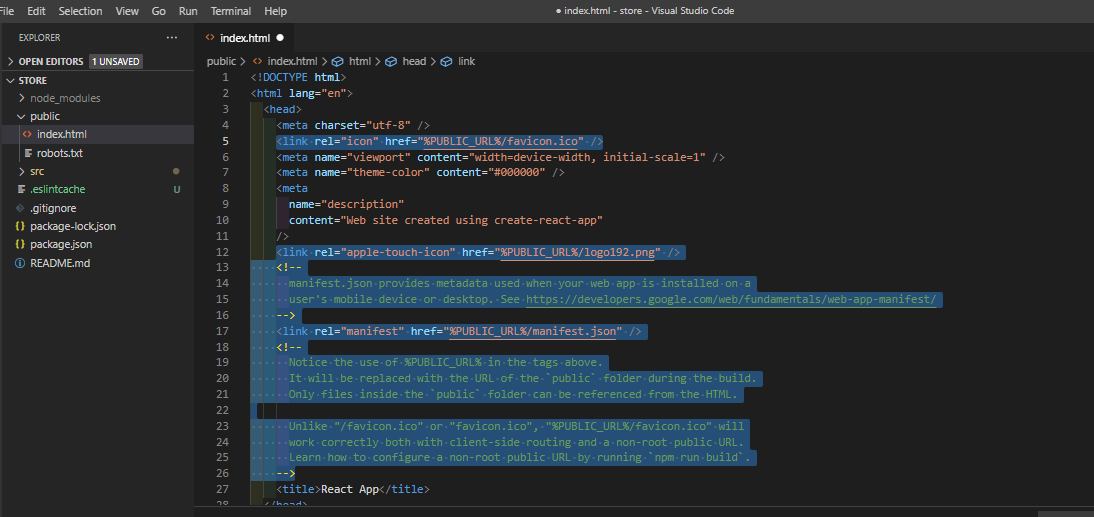 File Edit Selection View Go Run Terminal Help
● index.html - store - Visual Studio Code
EXPLORER ···
OPEN EDITORS 1 UNSAVED
STORE
node_modules
public
index.html
robots.txt
src
.eslintcache U
.gitignore
package-lock.json
package.json
README.md
index.html
public > index.html > html > head > link
1 <!DOCTYPE html>
2 <html lang="en">
3 <head>
4 <meta charset="utf-8" />
5 <link rel="icon" href="%PUBLIC_URL%/favicon.ico" />
6 <meta name="viewport" content="width=device-width, initial-scale=1" />
7 <meta name="theme-color" content="#000000" />
8 <meta
9 name="description"
10 content="Web site created using create-react-app"
11 />
12 <link rel="apple-touch-icon" href="%PUBLIC_URL%/logo192.png" />
13 <!--
14 manifest.json provides metadata used when your web app is installed on a
15 user's mobile device or desktop. See https://developers.google.com/web/fundamentals/web-app-manifest/
16 -->
17 <link rel="manifest" href="%PUBLIC_URL%/manifest.json" />
18 <!--
19 Notice the use of %PUBLIC_URL% in the tags above.
20 It will be replaced with the URL of the `public` folder during the build.
21 Only files inside the `public` folder can be referenced from the HTML.
22
23 Unlike "/favicon.ico" or "favicon.ico", "%PUBLIC_URL%/favicon.ico" will
24 work correctly both with client-side routing and a non-root public URL.
25 Learn how to configure a non-root public URL by running `npm run build`.
26 -->
27 <title>React App</title>
28 </head>